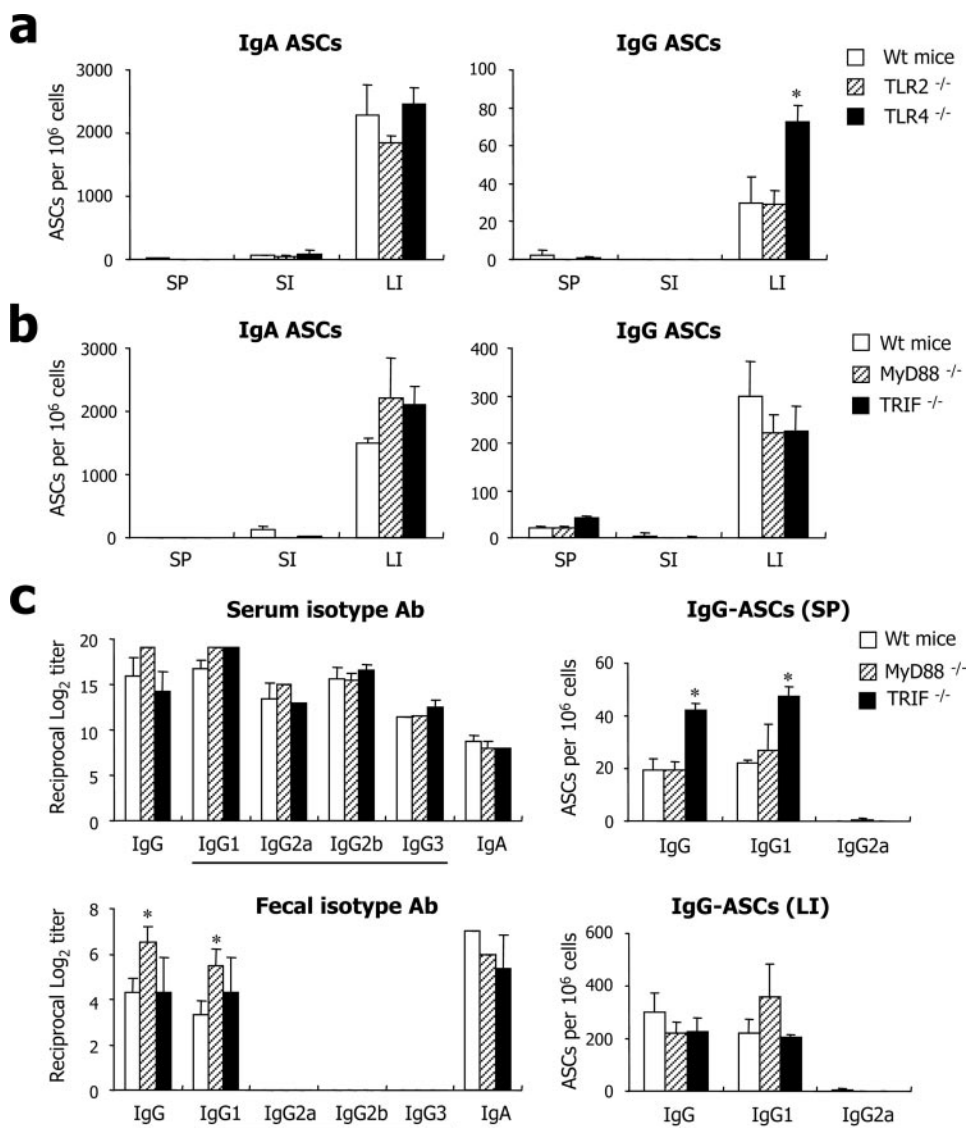 a
IgA ASCs
IgG ASCs
Wt mice
TLR2 -/-
TLR4 -/-
ASCs per 10⁶ cells
3000
2000
1000
0
SP SI LI
100
80
60
40
20
0
*
SP SI LI
b
IgA ASCs
IgG ASCs
Wt mice
MyD88 -/-
TRIF -/-
ASCs per 10⁶ cells
3000
2000
1000
0
SP SI LI
400
300
200
100
0
SP SI LI
c
Serum isotype Ab
IgG-ASCs (SP)
Wt mice
MyD88 -/-
TRIF -/-
Reciprocal Log₂ titer
20
15
10
5
0
IgG IgG1 IgG2a IgG2b IgG3 IgA
ASCs per 10⁶ cells
60
40
20
0
* *
IgG IgG1 IgG2a
Fecal isotype Ab
IgG-ASCs (LI)
Reciprocal Log₂ titer
8
6
4
2
0
* *
IgG IgG1 IgG2a IgG2b IgG3 IgA
ASCs per 10⁶ cells
600
400
200
0
IgG IgG1 IgG2a